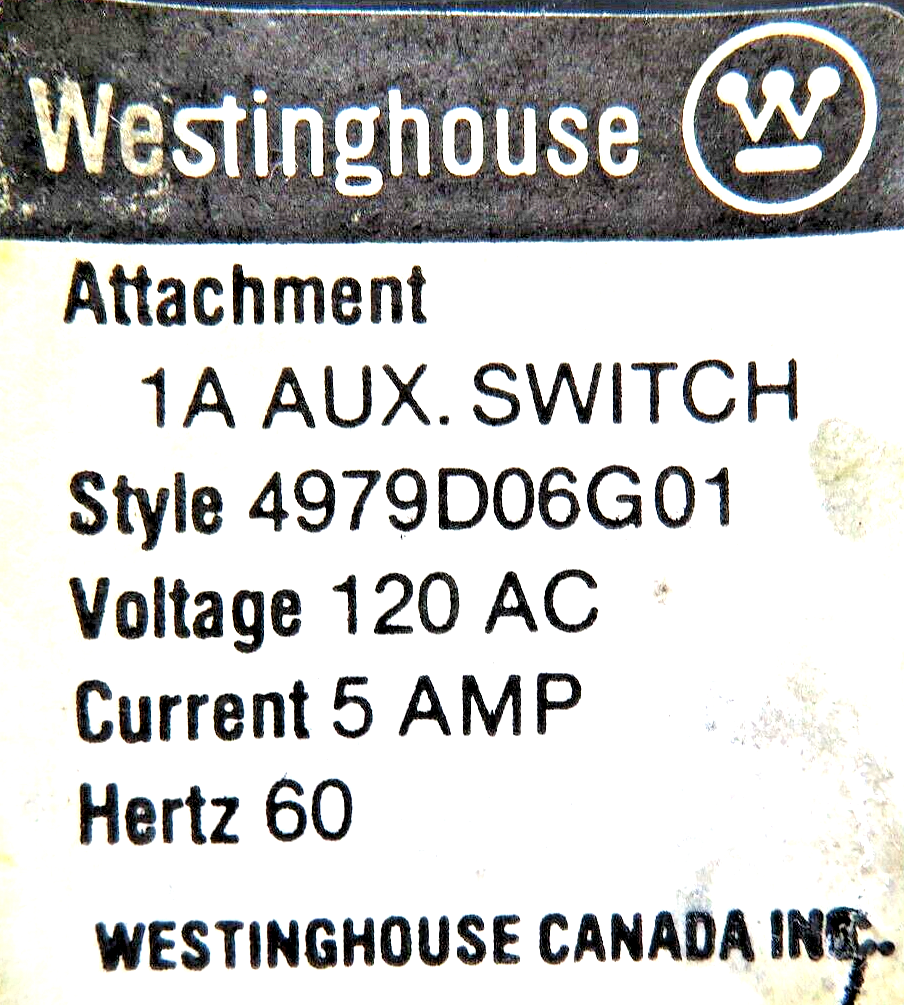 Westinghouse
Attachment
1A AUX. SWITCH
Style 4979D06G01
Voltage 120 AC
Current 5 AMP
Hertz 60
WESTINGHOUSE CANADA INC.